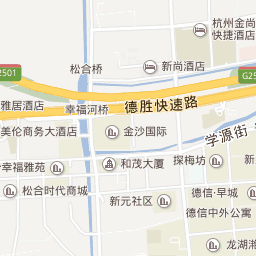 杭州金尚
快捷酒店
松合桥
新尚酒店
2501
G25
雅居酒店
幸福河桥
德胜快速路
美伦商务大酒店
金沙国际
学源街
幸福雅苑
和茂大厦
探梅坊
松合时代商城
德信·早城
新元社区
德信中外公寓
龙湖滟